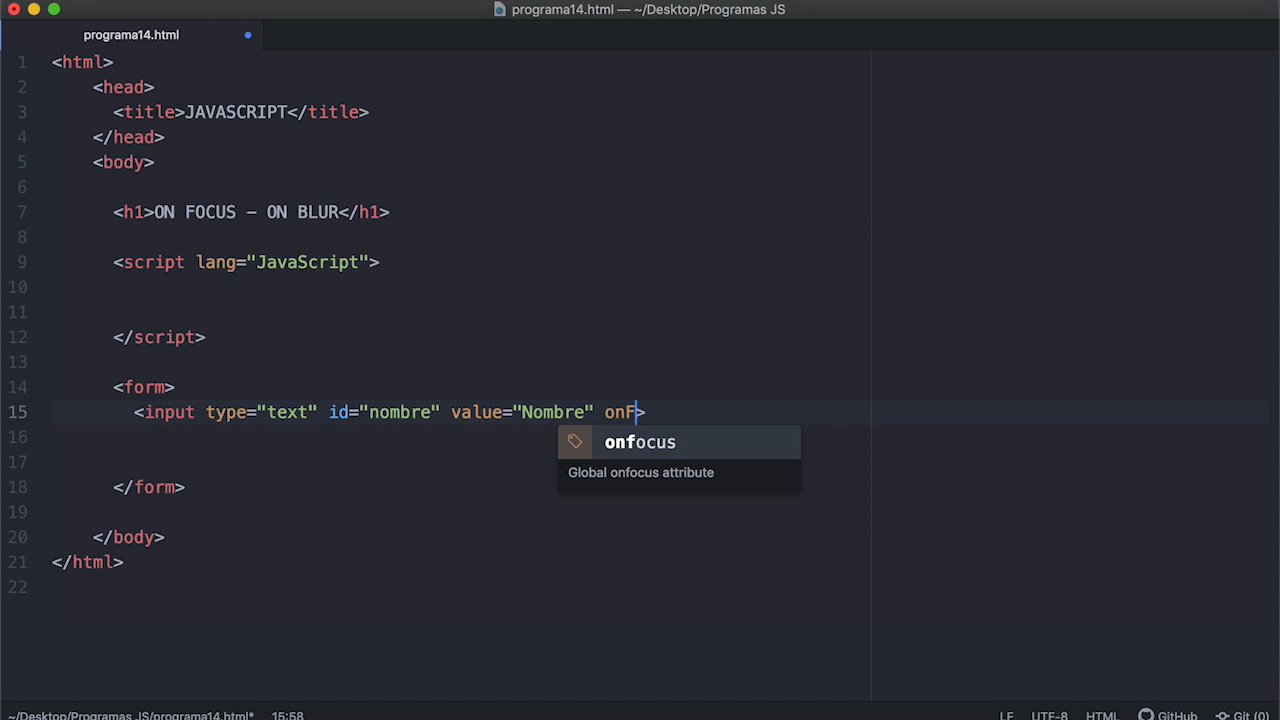 programa14.html — ~/Desktop/Programas JS
programa14.html
1 <html>
2 <head>
3 <title>JAVASCRIPT</title>
4 </head>
5 <body>
6
7 <h1>ON FOCUS - ON BLUR</h1>
8
9 <script lang="JavaScript">
10
11
12 </script>
13
14 <form>
15 <input type="text" id="nombre" value="Nombre" onF>
16
onfocus
17
Global onfocus attribute
18 </form>
19
20 </body>
21 </html>
22
~/Desktop/Programas JS/programa14.html* 15:58 LF UTF-8 HTML GitHub Git (0)